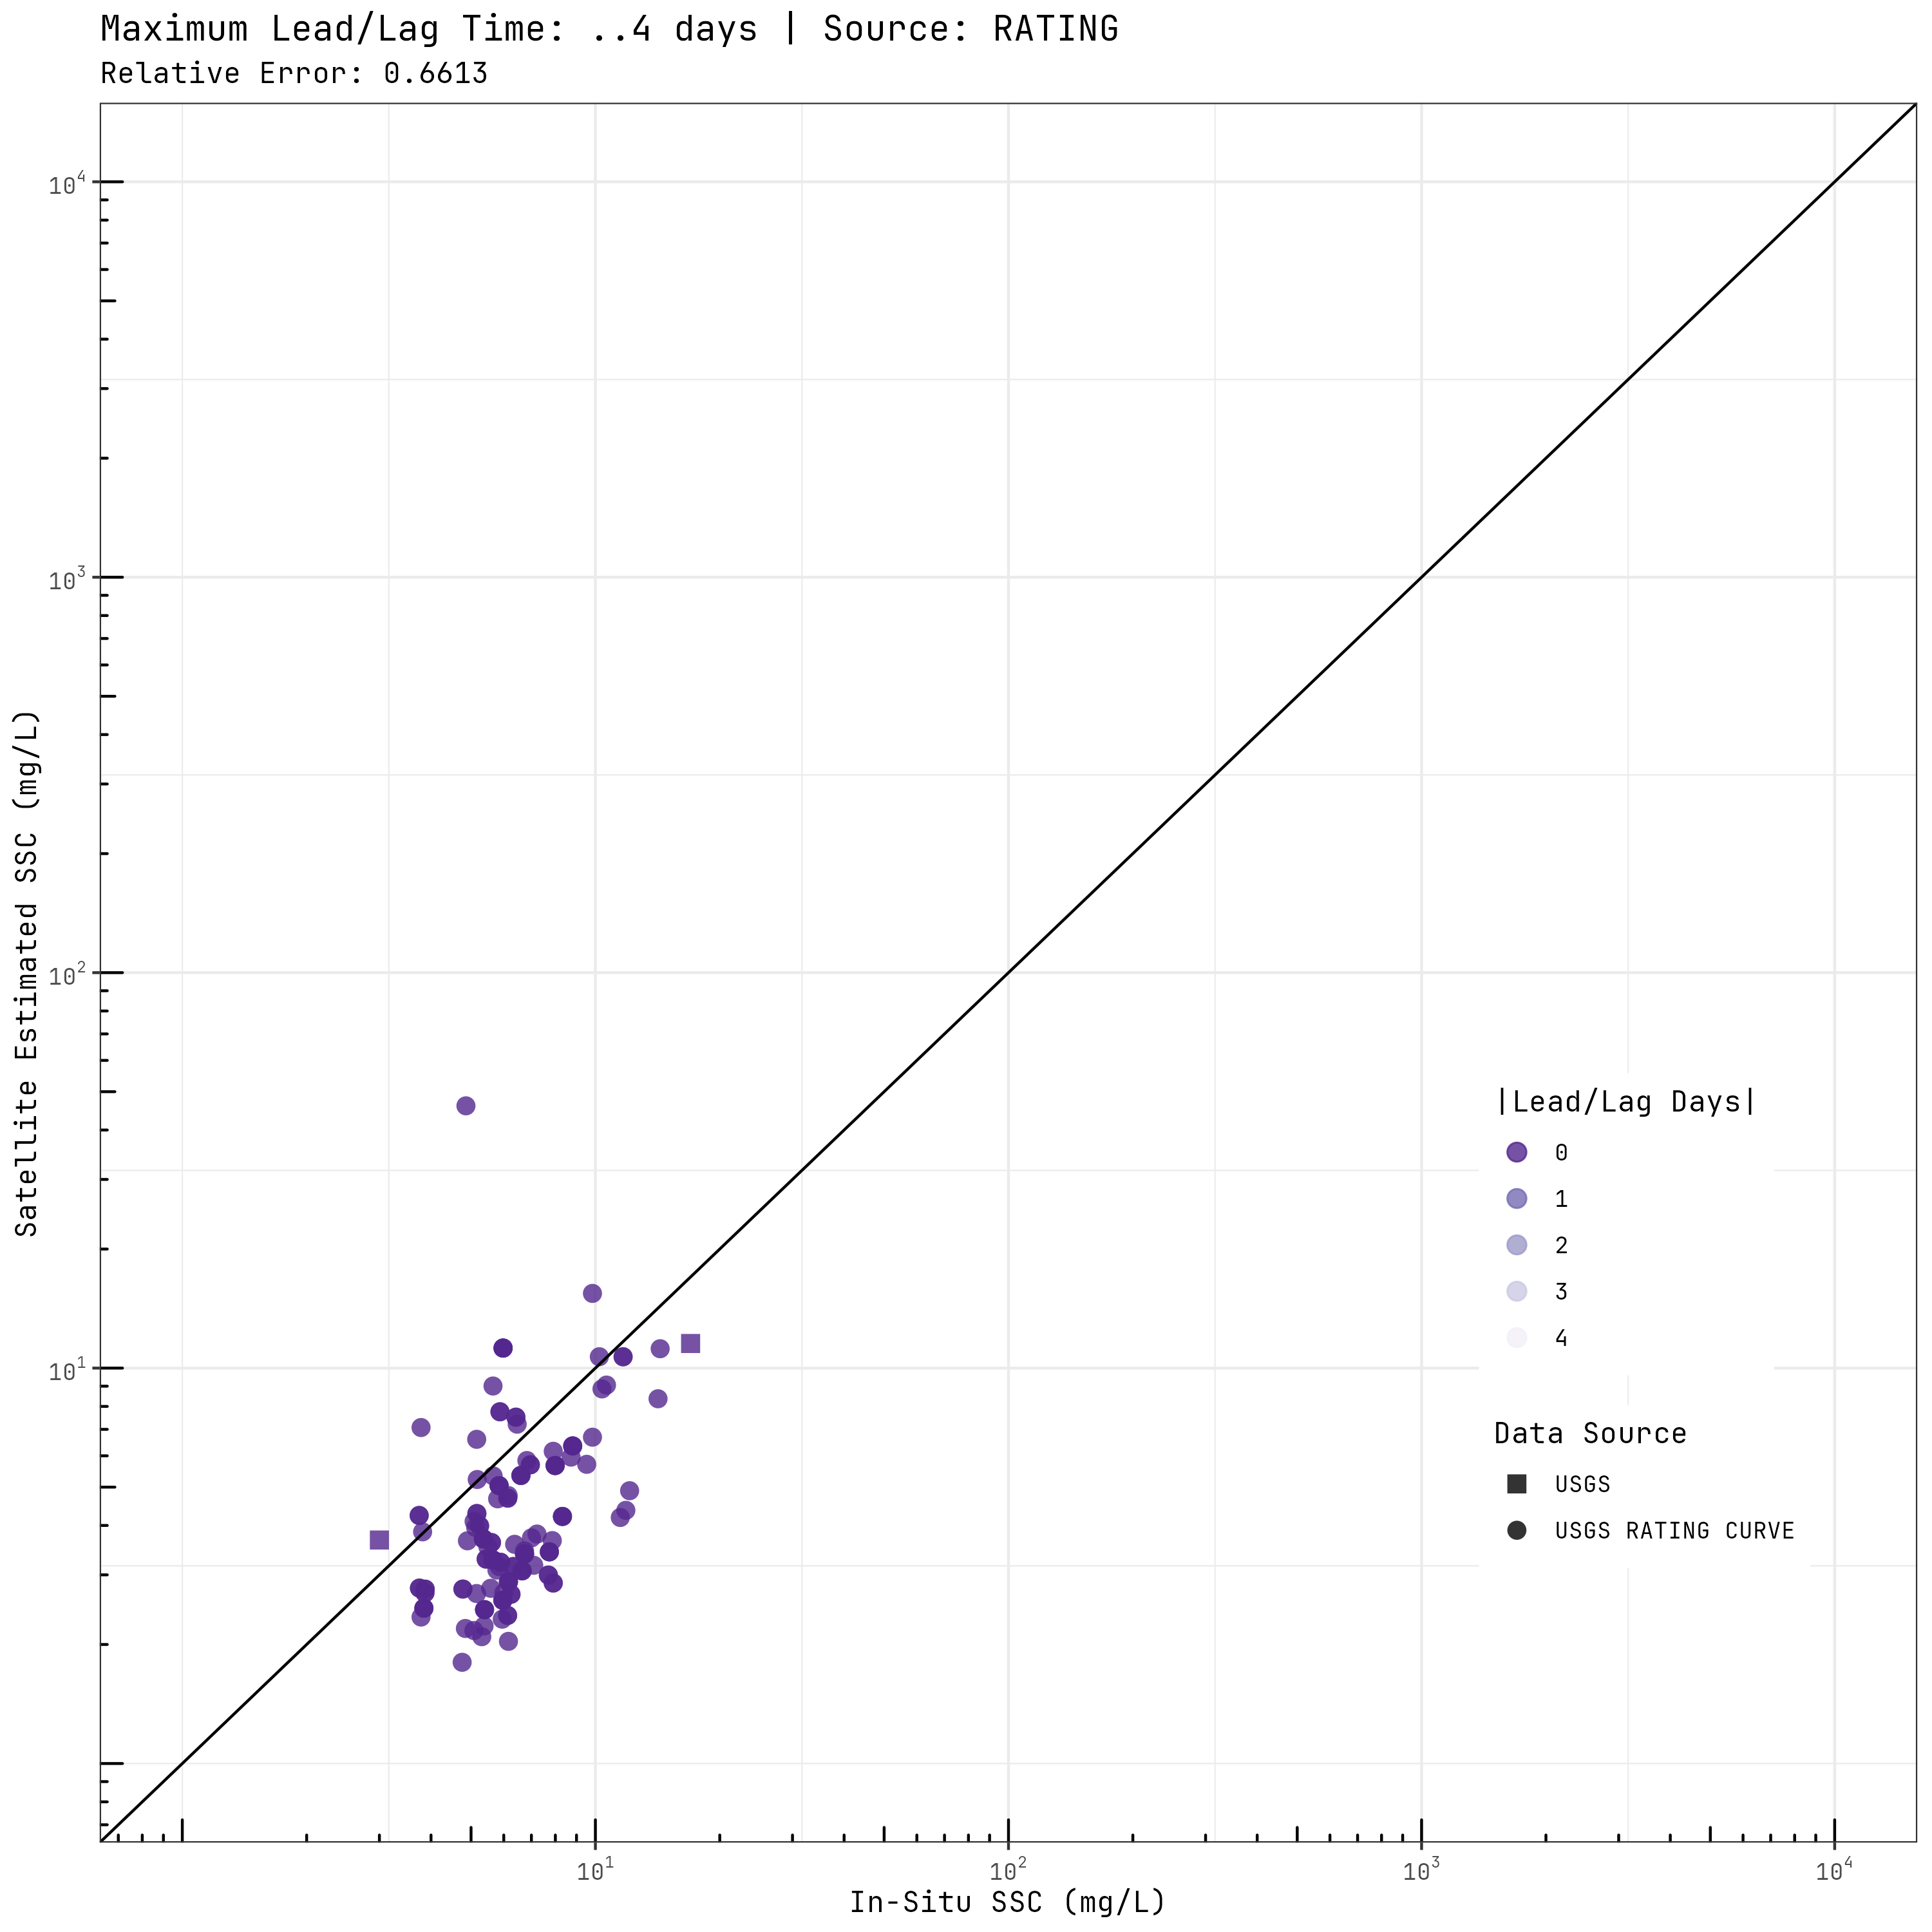 Maximum Lead/Lag Time: ..4 days | Source: RATING
Relative Error: 0.6613
10⁴
10³
10²
10¹
Satellite Estimated SSC (mg/L)
|Lead/Lag Days|
0
1
2
3
4
Data Source
USGS
USGS RATING CURVE
10¹ 10² 10³ 10⁴
In-Situ SSC (mg/L)